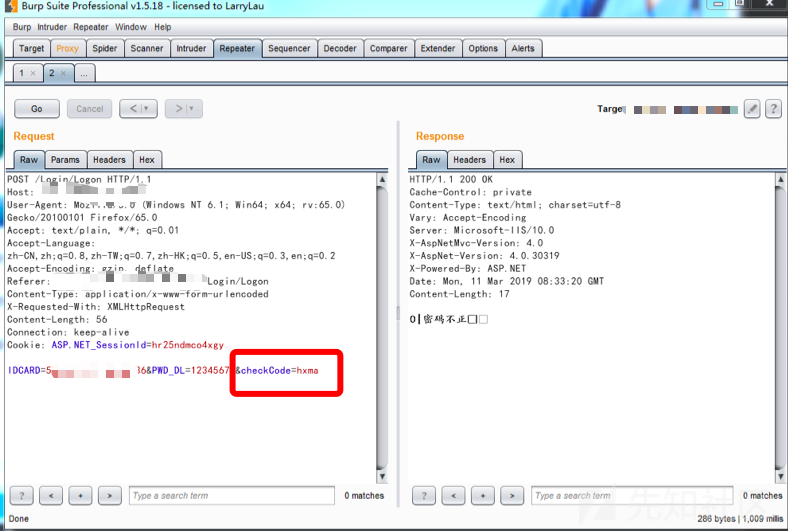 Burp Suite Professional v1.5.18 - licensed to LarryLau
Burp Intruder Repeater Window Help
Target Proxy Spider Scanner Intruder Repeater Sequencer Decoder Comparer Extender Options Alerts
1 × 2 × ...
Go Cancel < | ▼ > | ▼ Target ?
Request Response
Raw Params Headers Hex
POST /Login/Logon HTTP/1.1
Host:
User-Agent: (Windows NT 6.1; Win64; x64; rv:65.0)
Gecko/20100101 Firefox/65.0
Accept: text/plain, */*; q=0.01
Accept-Language:
zh-CN,zh;q=0.8,zh-TW;q=0.7,zh-HK;q=0.5,en-US;q=0.3,en;q=0.2
Accept-Encoding: gzip, deflate
Referer: Login/Logon
Content-Type: application/x-www-form-urlencoded
X-Requested-With: XMLHttpRequest
Content-Length: 56
Connection: keep-alive
Cookie: ASP.NET_SessionId=hr25ndmco4xgy
IDCARD=5 36&PWD_DL=1234567 &checkCode=hxma
Raw Headers Hex
HTTP/1.1 200 OK
Cache-Control: private
Content-Type: text/html; charset=utf-8
Vary: Accept-Encoding
Server: Microsoft-IIS/10.0
X-AspNetMvc-Version: 4.0
X-AspNet-Version: 4.0.30319
X-Powered-By: ASP.NET
Date: Mon, 11 Mar 2019 08:33:20 GMT
Content-Length: 17
0|密码不正□□
? < + > Type a search term 0 matches
? < + > Type a search term 0 matches
先知社区
Done 286 bytes | 1,009 millis